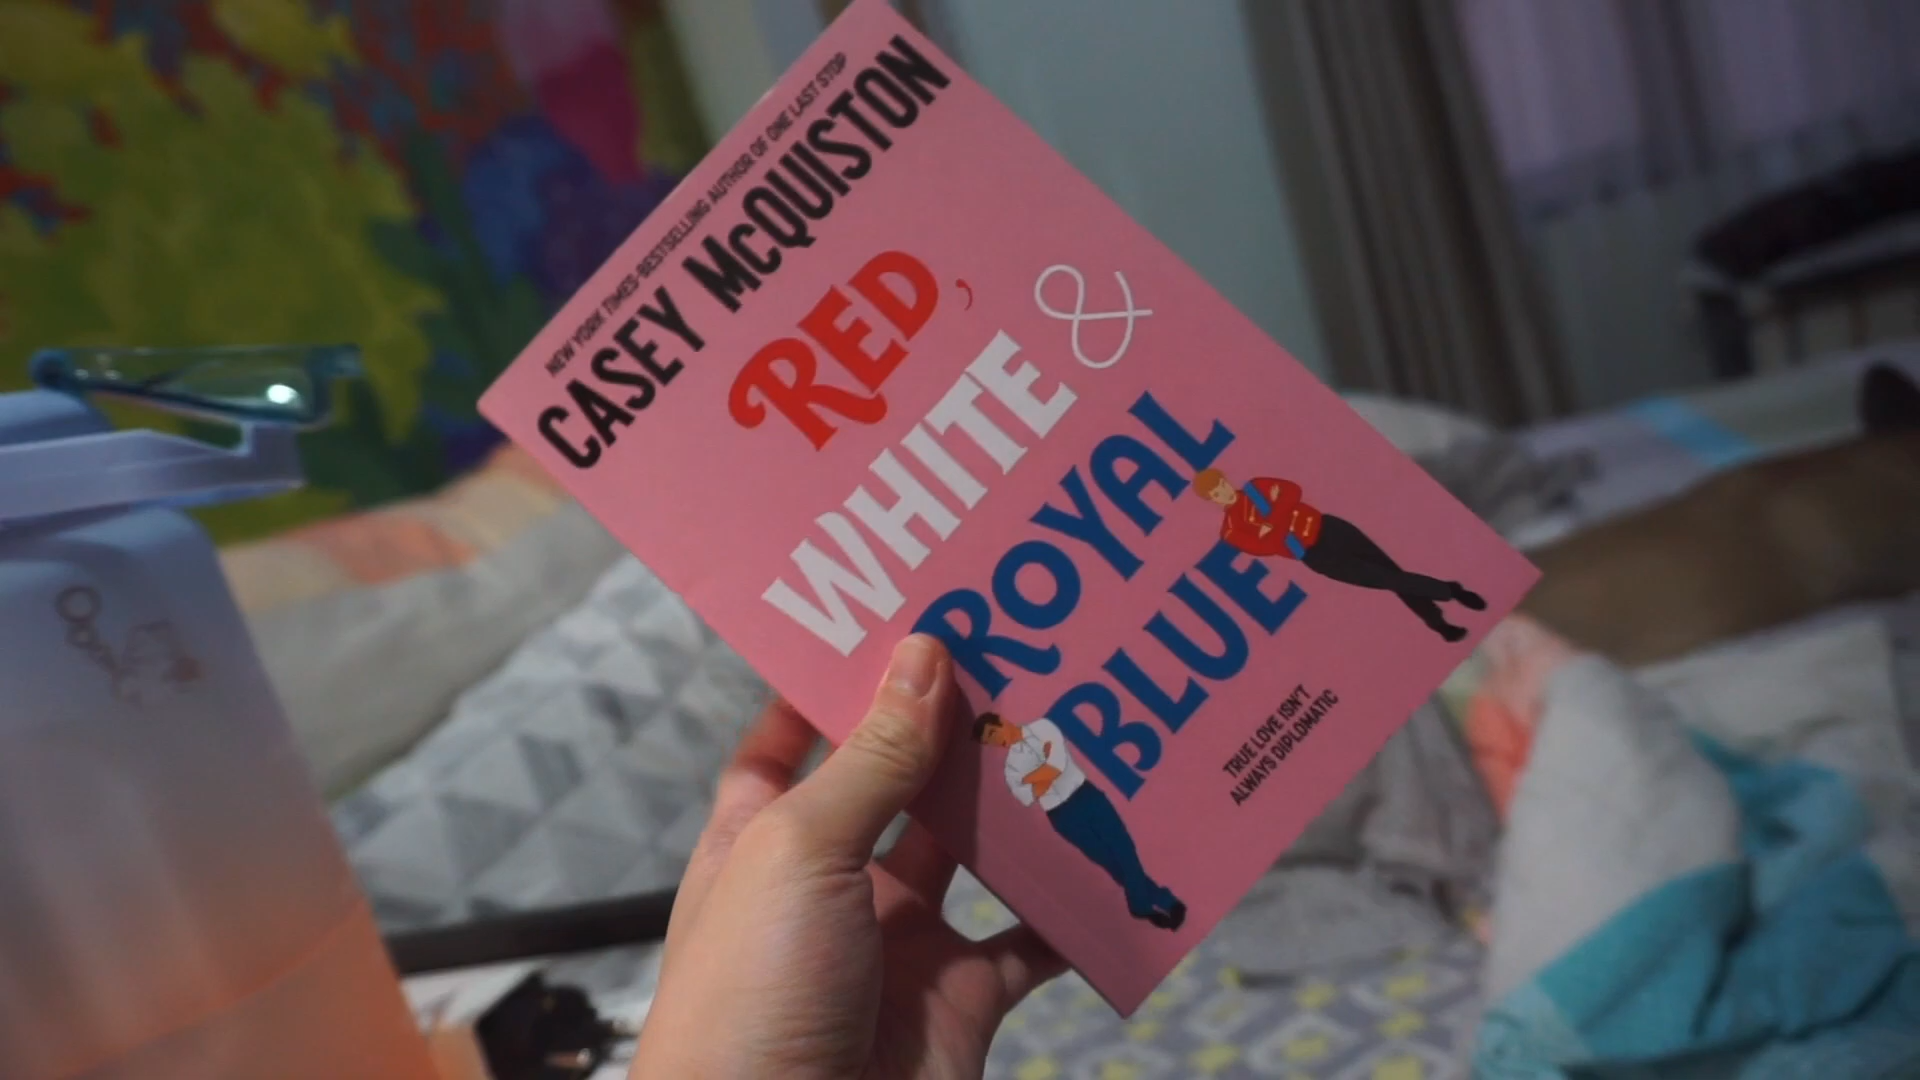 NEW YORK TIMES-BESTSELLING AUTHOR OF ONE LAST STOP
CASEY MCQUISTON
RED,
WHITE &
ROYAL
BLUE
TRUE LOVE ISN'T
ALWAYS DIPLOMATIC